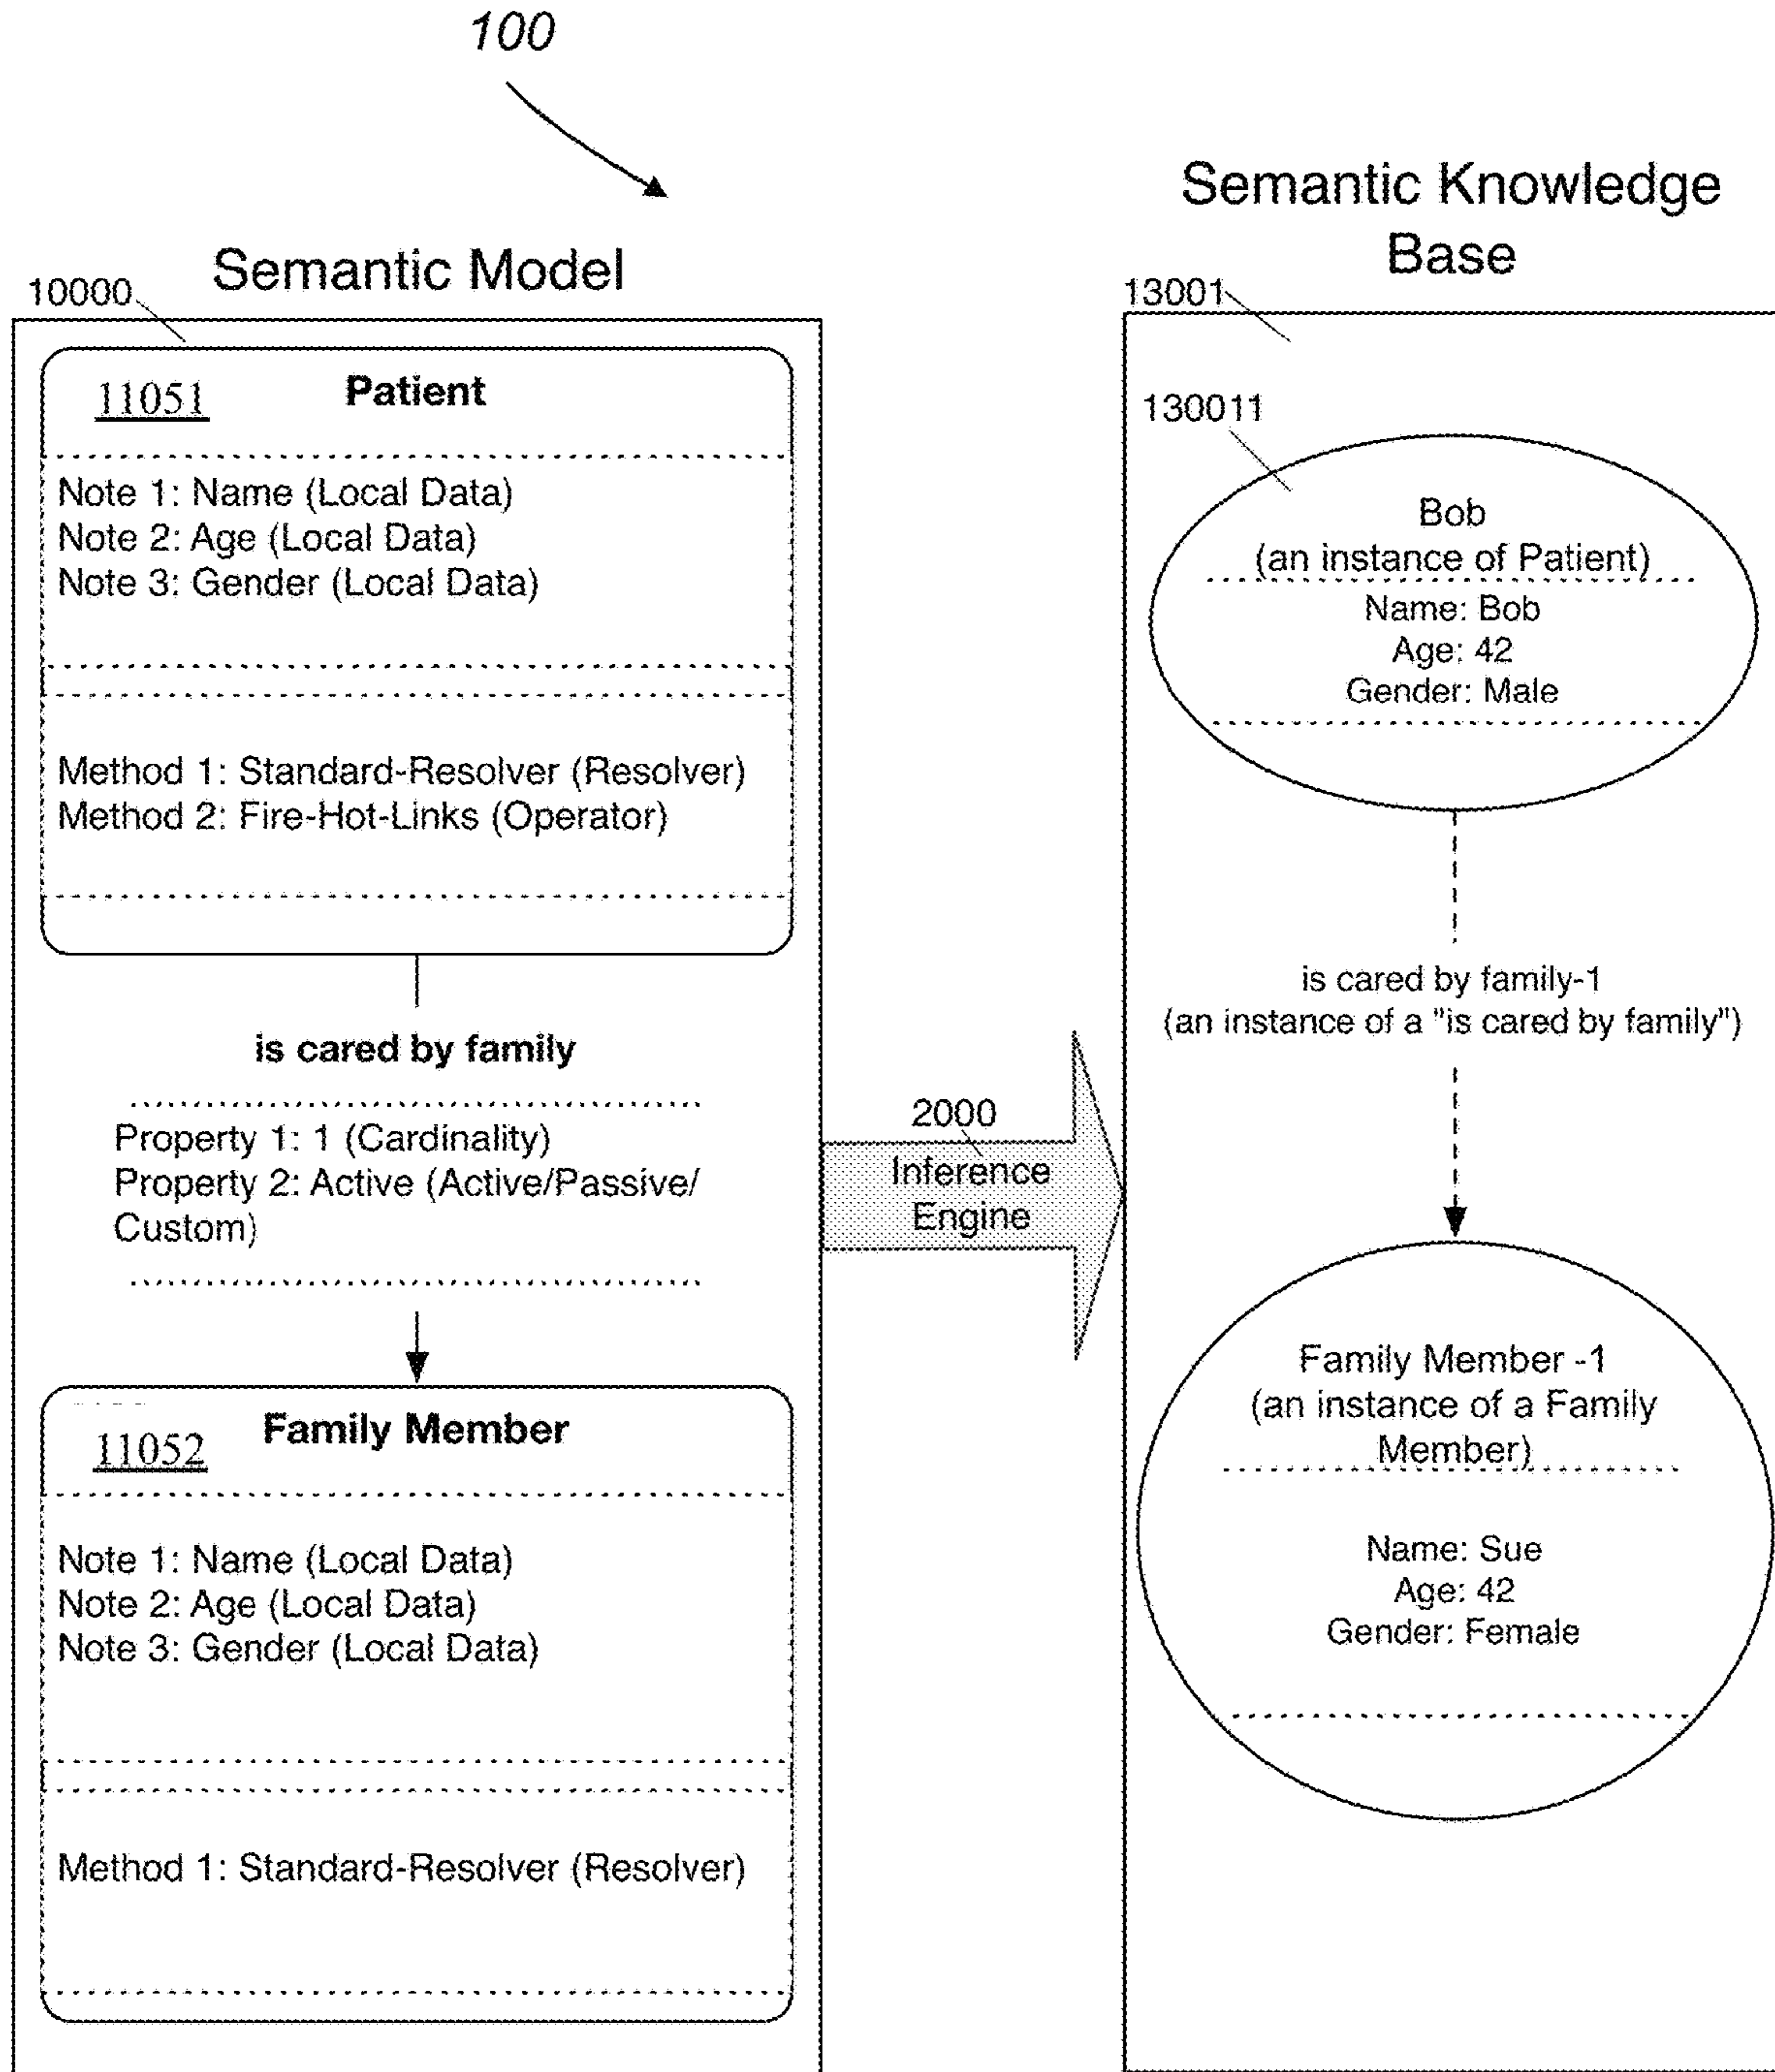 100
Semantic Model
10000
11051
Patient
Note 1: Name (Local Data)
Note 2: Age (Local Data)
Note 3: Gender (Local Data)
Method 1: Standard-Resolver (Resolver)
Method 2: Fire-Hot-Links (Operator)
is cared by family
Property 1: 1 (Cardinality)
Property 2: Active (Active/Passive/
Custom)
11052
Family Member
Note 1: Name (Local Data)
Note 2: Age (Local Data)
Note 3: Gender (Local Data)
Method 1: Standard-Resolver (Resolver)
2000
Inference
Engine
Semantic Knowledge
Base
13001
130011
Bob
(an instance of Patient)
Name: Bob
Age: 42
Gender: Male
is cared by family-1
(an instance of a "is cared by family")
Family Member -1
(an instance of a Family
Member)
Name: Sue
Age: 42
Gender: Female